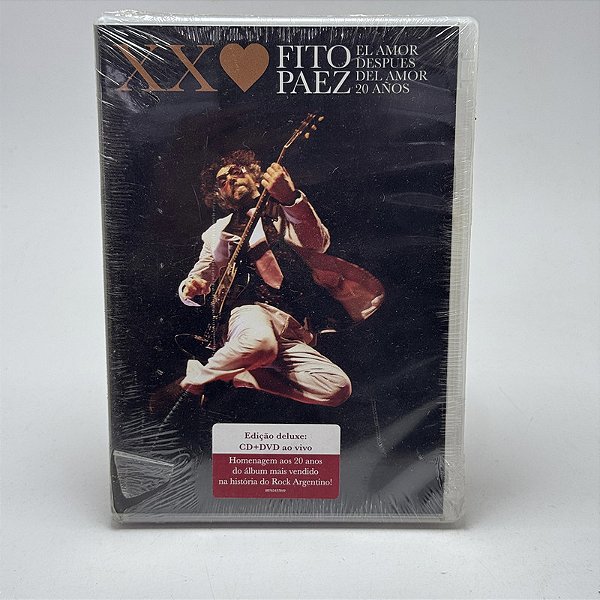 XX
FITO
PAEZ
EL AMOR
DESPUES
DEL AMOR
20 AÑOS
Edição deluxe:
CD+DVD ao vivo
Homenagem aos 20 anos
do álbum mais vendido
na história do Rock Argentino!